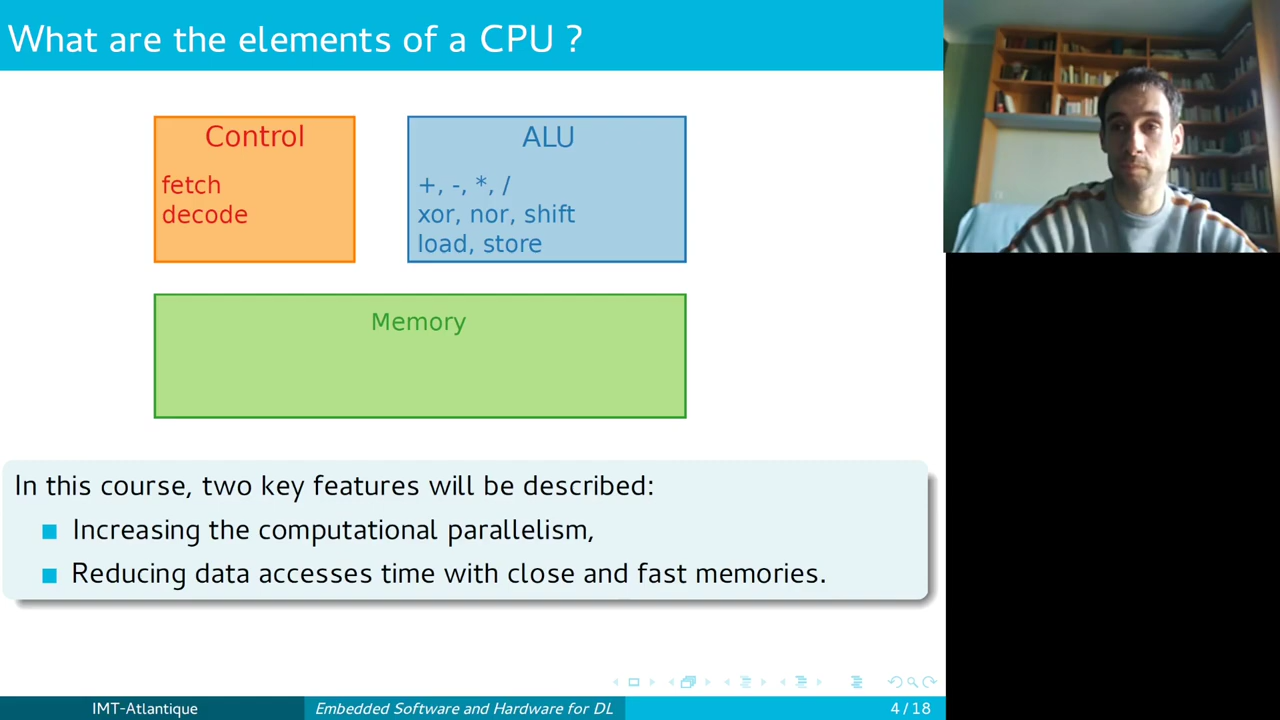 What are the elements of a CPU ?
Control
fetch
decode
ALU
+, -, *, /
xor, nor, shift
load, store
Memory
In this course, two key features will be described:
Increasing the computational parallelism,
Reducing data accesses time with close and fast memories.
IMT-Atlantique
Embedded Software and Hardware for DL
4 / 18